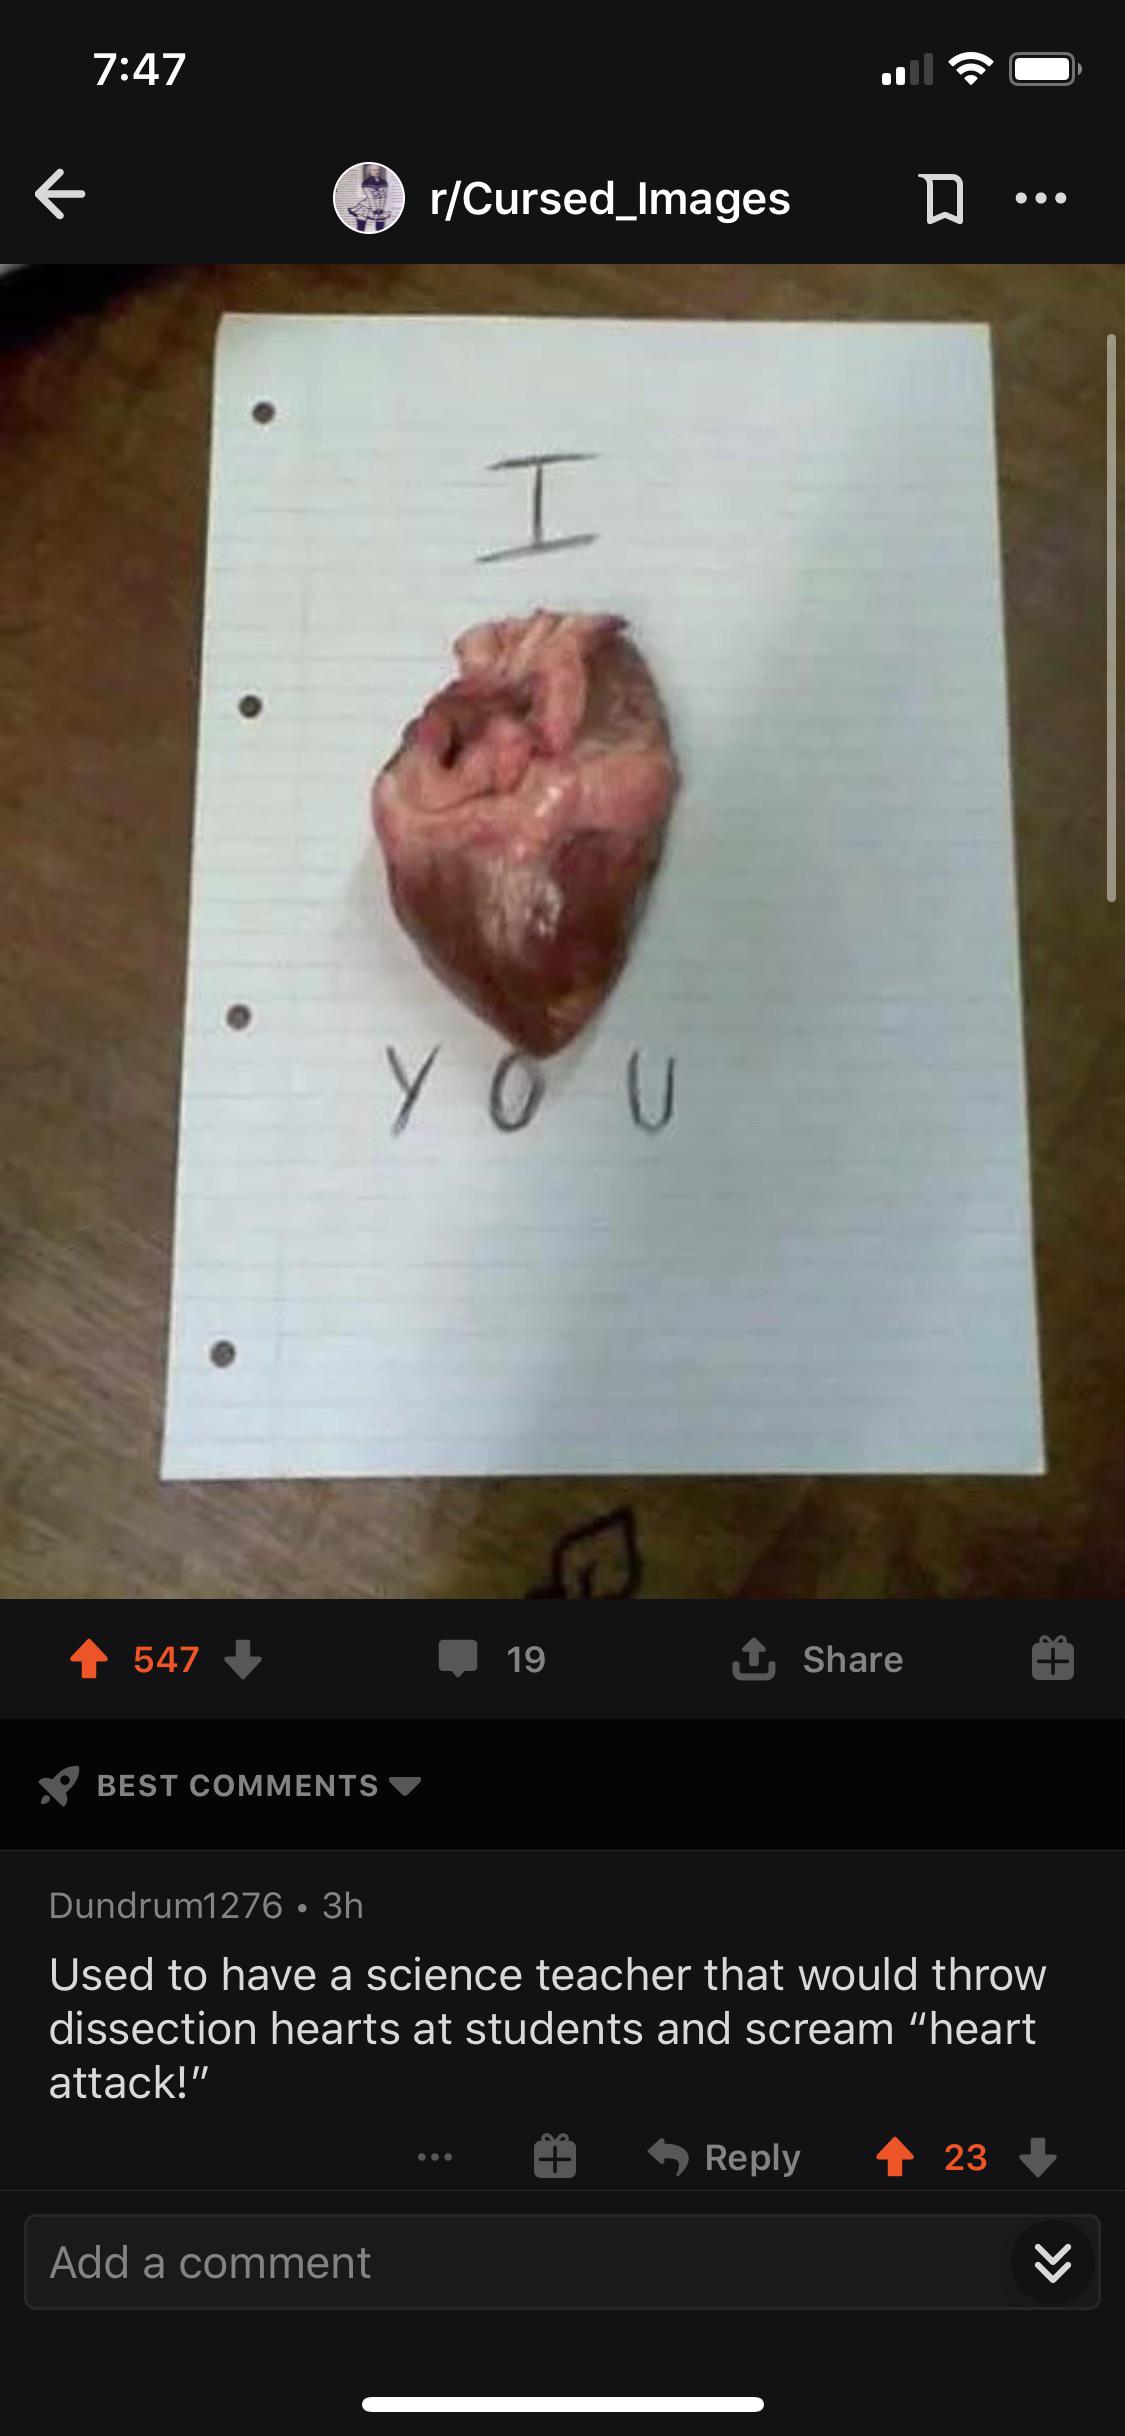 7:47
r/Cursed_Images
I
YOU
547
19
Share
BEST COMMENTS
Dundrum1276 • 3h
Used to have a science teacher that would throw
dissection hearts at students and scream “heart
attack!”
Reply
23
Add a comment